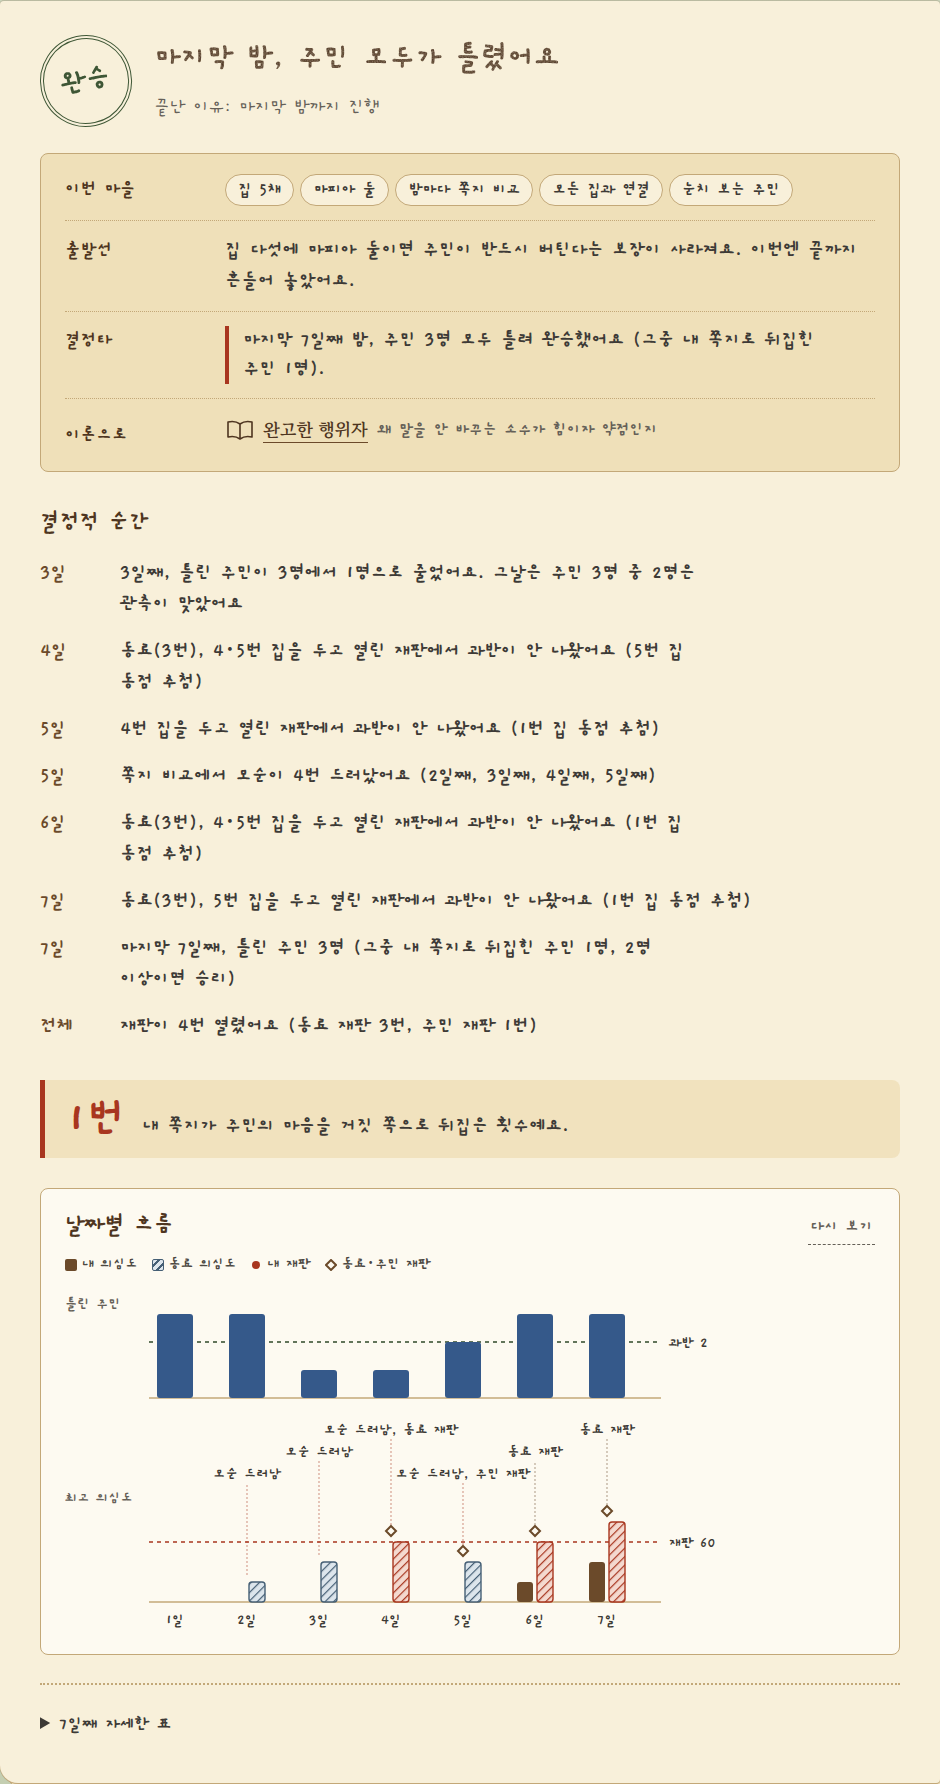 완승
마지막 밤, 주민 모두가 틀렸어요
끝난 이유: 마지막 밤까지 진행
이번 마을
집 5채
마피아 둘
밤마다 쪽지 비교
모든 집과 연결
눈치 보는 주민
출발선
집 다섯에 마피아 둘이면 주민이 반드시 버틴다는 보장이 사라져요. 이번엔 끝까지
흔들어 놓았어요.
결정타
마지막 7일째 밤, 주민 3명 모두 틀려 완승했어요 (그중 내 쪽지로 뒤집힌
주민 1명).
이론으로
완고한 행위자 왜 말을 안 바꾸는 소수가 힘이자 약점인지
결정적 순간
3일
3일째, 틀린 주민이 3명에서 1명으로 줄었어요. 그날은 주민 3명 중 2명은
관측이 맞았어요
4일
동료(3번), 4·5번 집을 두고 열린 재판에서 과반이 안 나왔어요 (5번 집
동점 추첨)
5일
4번 집을 두고 열린 재판에서 과반이 안 나왔어요 (1번 집 동점 추첨)
5일
쪽지 비교에서 모순이 4번 드러났어요 (2일째, 3일째, 4일째, 5일째)
6일
동료(3번), 4·5번 집을 두고 열린 재판에서 과반이 안 나왔어요 (1번 집
동점 추첨)
7일
동료(3번), 5번 집을 두고 열린 재판에서 과반이 안 나왔어요 (1번 집 동점 추첨)
7일
마지막 7일째, 틀린 주민 3명 (그중 내 쪽지로 뒤집힌 주민 1명, 2명
이상이면 승리)
전체
재판이 4번 열렸어요 (동료 재판 3번, 주민 재판 1번)
1번 내 쪽지가 주민의 마음을 거짓 쪽으로 뒤집은 횟수예요.
날짜별 흐름
다시 보기
내 의심도
동료 의심도
내 재판
동료·주민 재판
틀린 주민
과반 2
모순 드러남, 동료 재판
동료 재판
모순 드러남
동료 재판
모순 드러남
모순 드러남, 주민 재판
최고 의심도
재판 60
1일
2일
3일
4일
5일
6일
7일
▶ 7일째 자세한 표